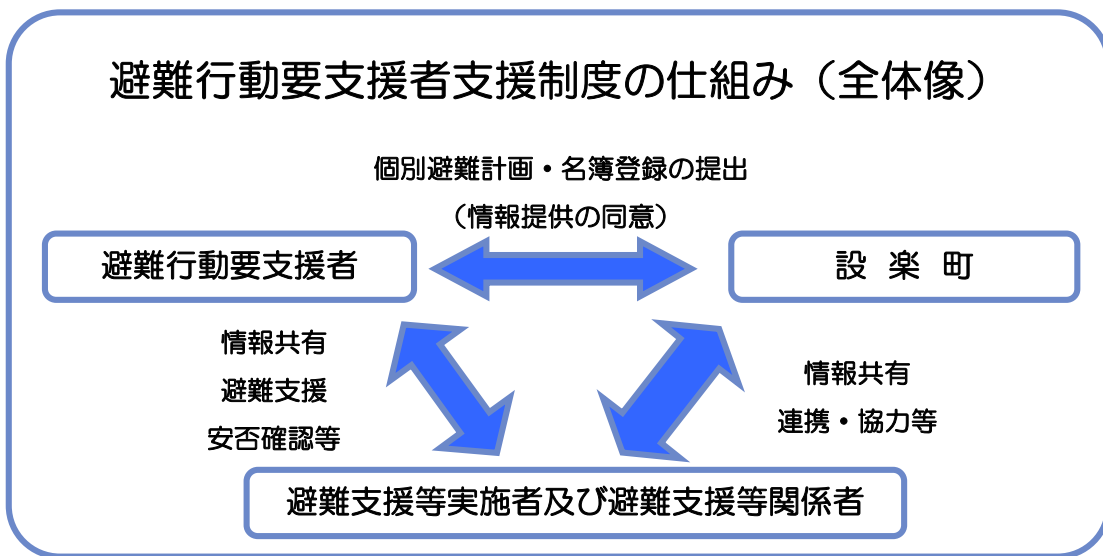 避難行動要支援者支援制度の仕組み（全体像）
個別避難計画・名簿登録の提出
（情報提供の同意）
避難行動要支援者
設 楽 町
情報共有
避難支援
安否確認等
情報共有
連携・協力等
避難支援等実施者及び避難支援等関係者